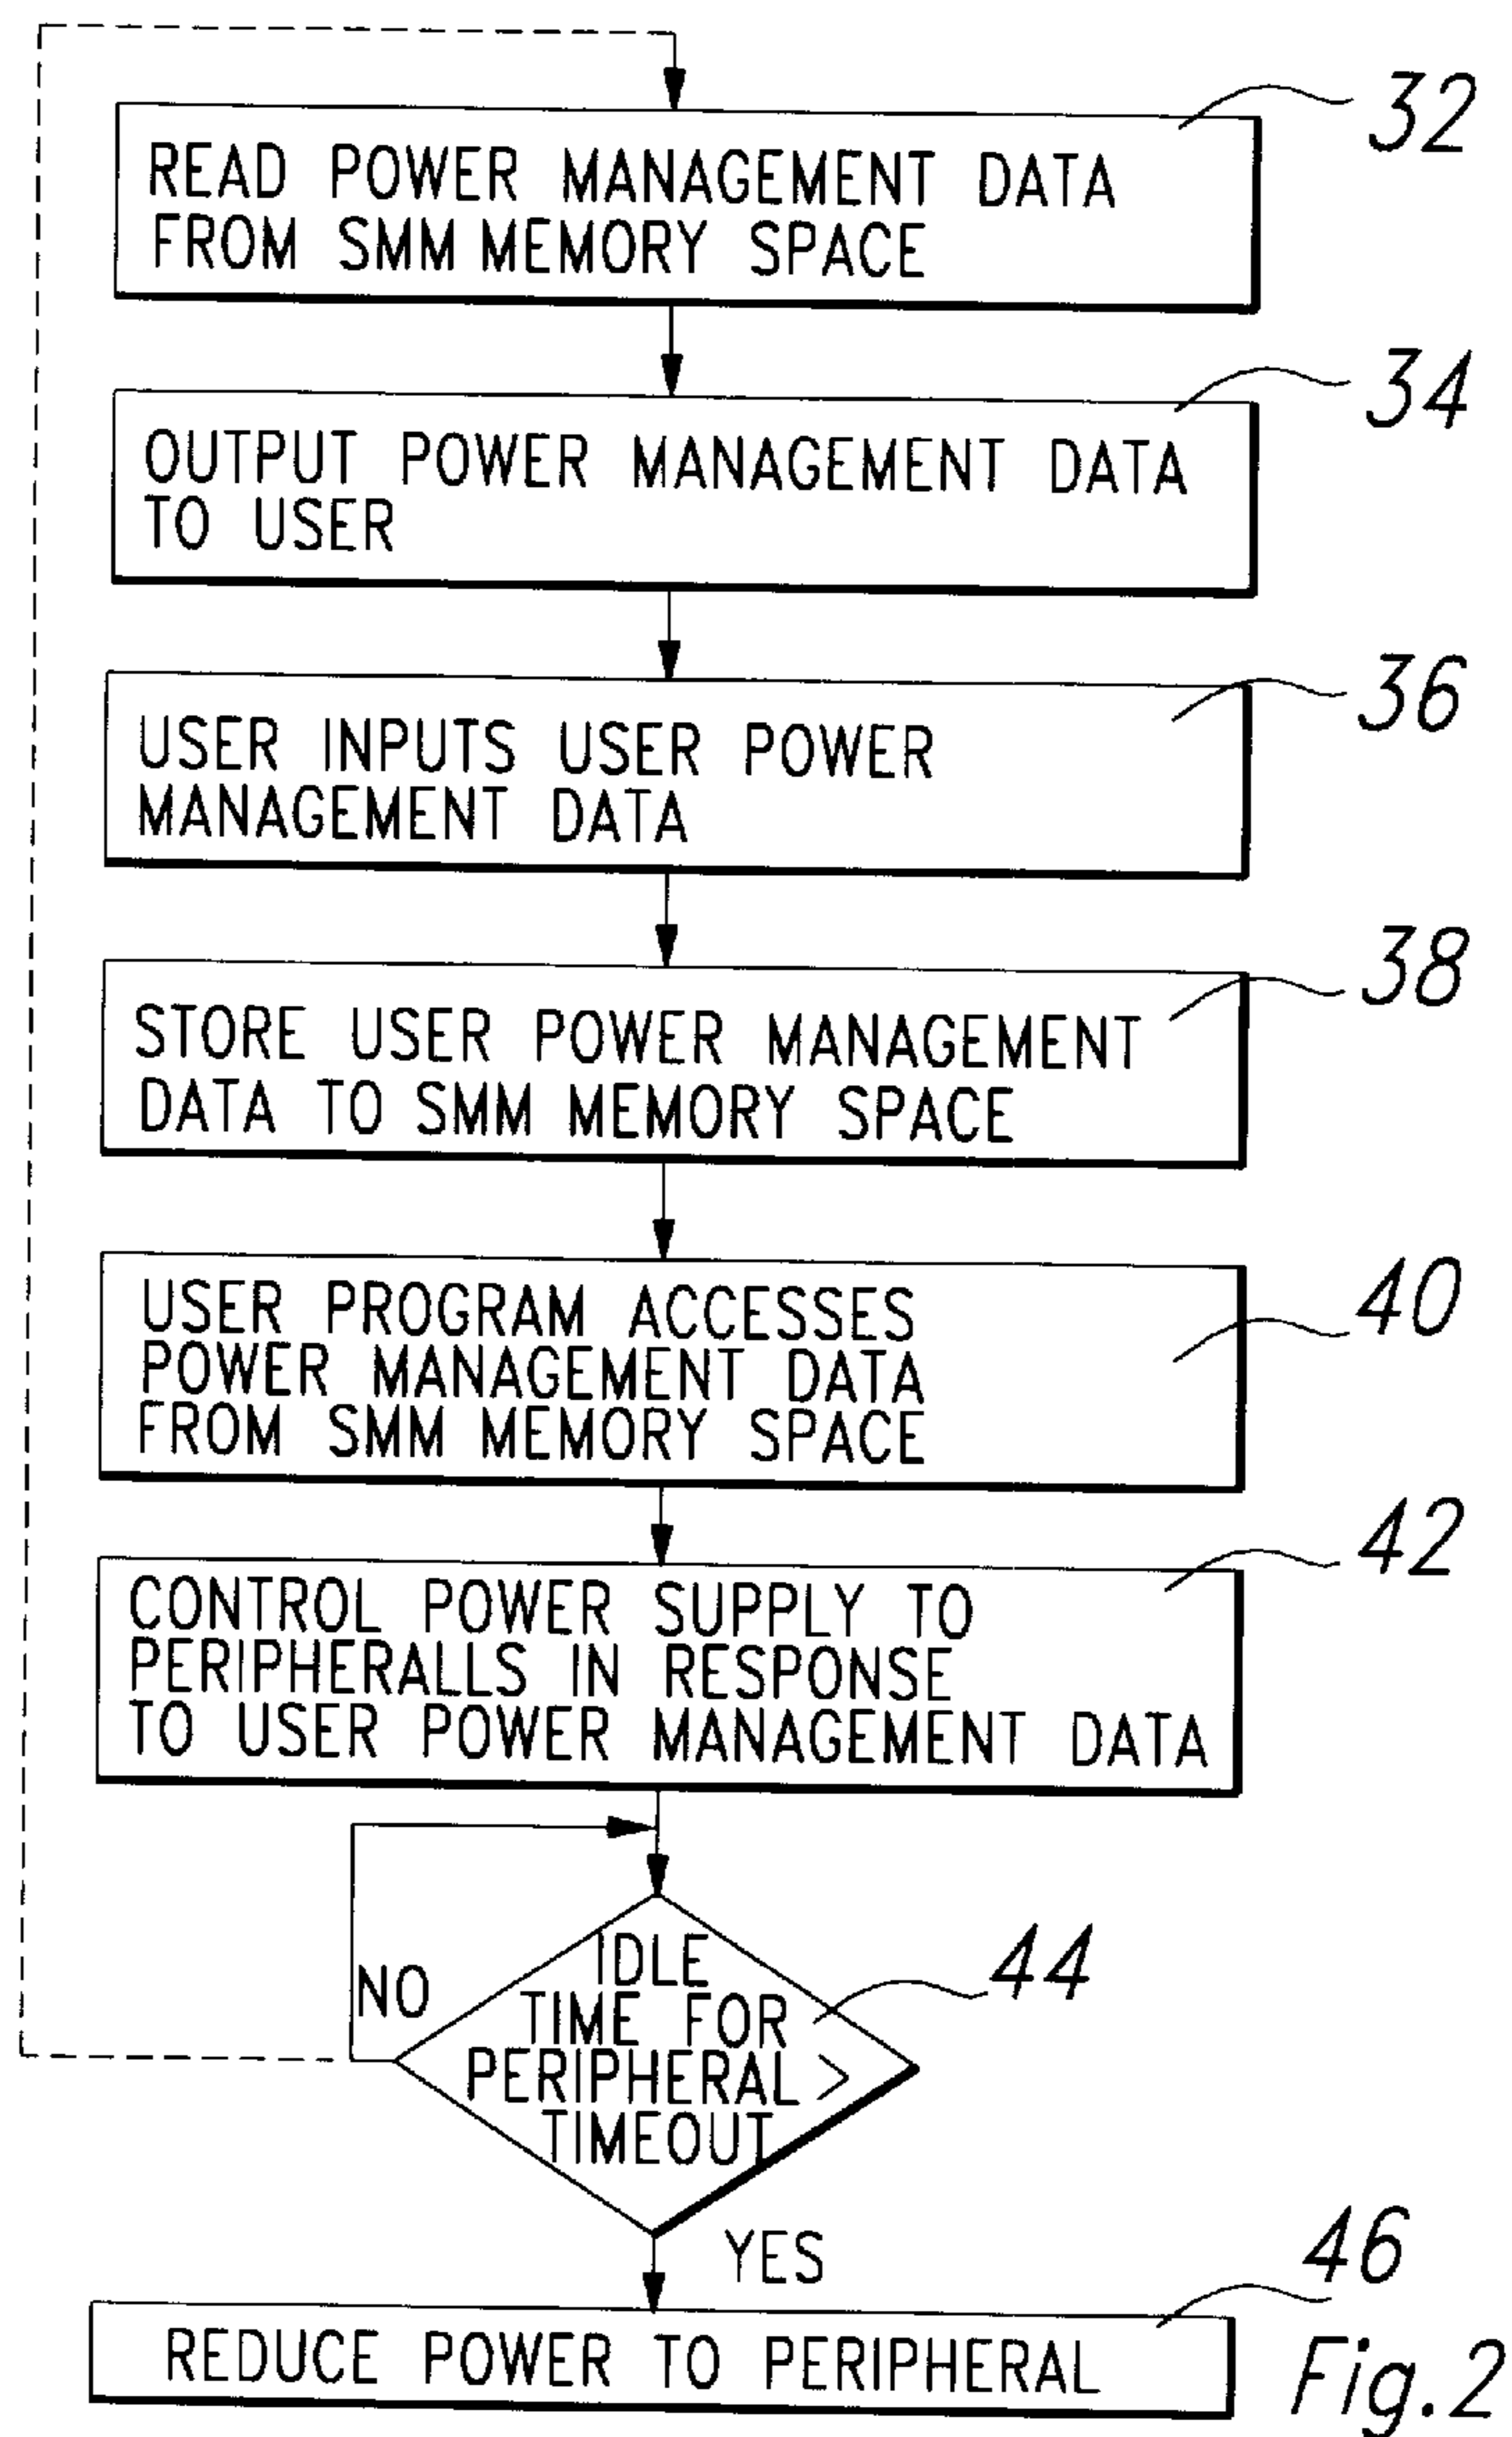 32
READ POWER MANAGEMENT DATA
FROM SMM MEMORY SPACE
34
OUTPUT POWER MANAGEMENT DATA
TO USER
36
USER INPUTS USER POWER
MANAGEMENT DATA
38
STORE USER POWER MANAGEMENT
DATA TO SMM MEMORY SPACE
40
USER PROGRAM ACCESSES
POWER MANAGEMENT DATA
FROM SMM MEMORY SPACE
42
CONTROL POWER SUPPLY TO
PERIPHERALLS IN RESPONSE
TO USER POWER MANAGEMENT DATA
NO
44
IDLE
TIME FOR
PERIPHERAL >
TIMEOUT
YES
46
REDUCE POWER TO PERIPHERAL
Fig.2